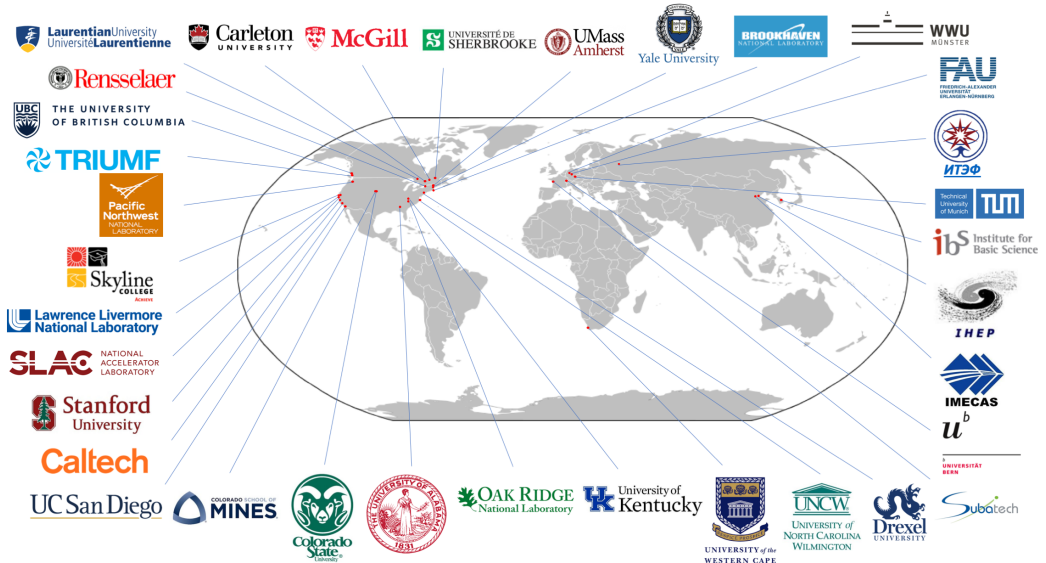 LaurentianUniversity
UniversitéLaurentienne
Carleton
UNIVERSITY
McGill
UNIVERSITÉ DE
SHERBROOKE
UMass
Amherst
Yale University
BROOKHAVEN
NATIONAL LABORATORY
WWU
MÜNSTER
Rensselaer
FAU
FRIEDRICH-ALEXANDER
UNIVERSITÄT
ERLANGEN-NÜRNBERG
UBC
THE UNIVERSITY
OF BRITISH COLUMBIA
TRIUMF
ИТЭФ
Pacific
Northwest
NATIONAL
LABORATORY
Technical
University
of Munich
TUM
ibS Institute for
Basic Science
Skyline
COLLEGE
ACHIEVE
IHEP
Lawrence Livermore
National Laboratory
SLAC
NATIONAL
ACCELERATOR
LABORATORY
IMECAS
Stanford
University
u
b
b
UNIVERSITÄT
BERN
Caltech
UC San Diego
COLORADO SCHOOL OF
MINES
Colorado
State
University
THE UNIVERSITY OF ALABAMA
1831
OAK RIDGE
National Laboratory
UK
University of
Kentucky
UNIVERSITY of the
WESTERN CAPE
UNCW
UNIVERSITY of
NORTH CAROLINA
WILMINGTON
Drexel
UNIVERSITY
Subatech